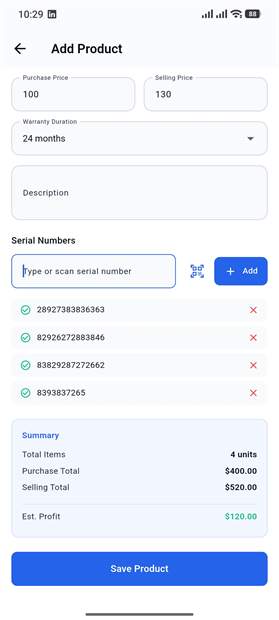 10:29
88
Add Product
Purchase Price
100
Selling Price
130
Warranty Duration
24 months
Description
Serial Numbers
Type or scan serial number
+ Add
28927383836363
82926272883846
83829287272662
8393837265
Summary
Total Items 4 units
Purchase Total $400.00
Selling Total $520.00
Est. Profit $120.00
Save Product